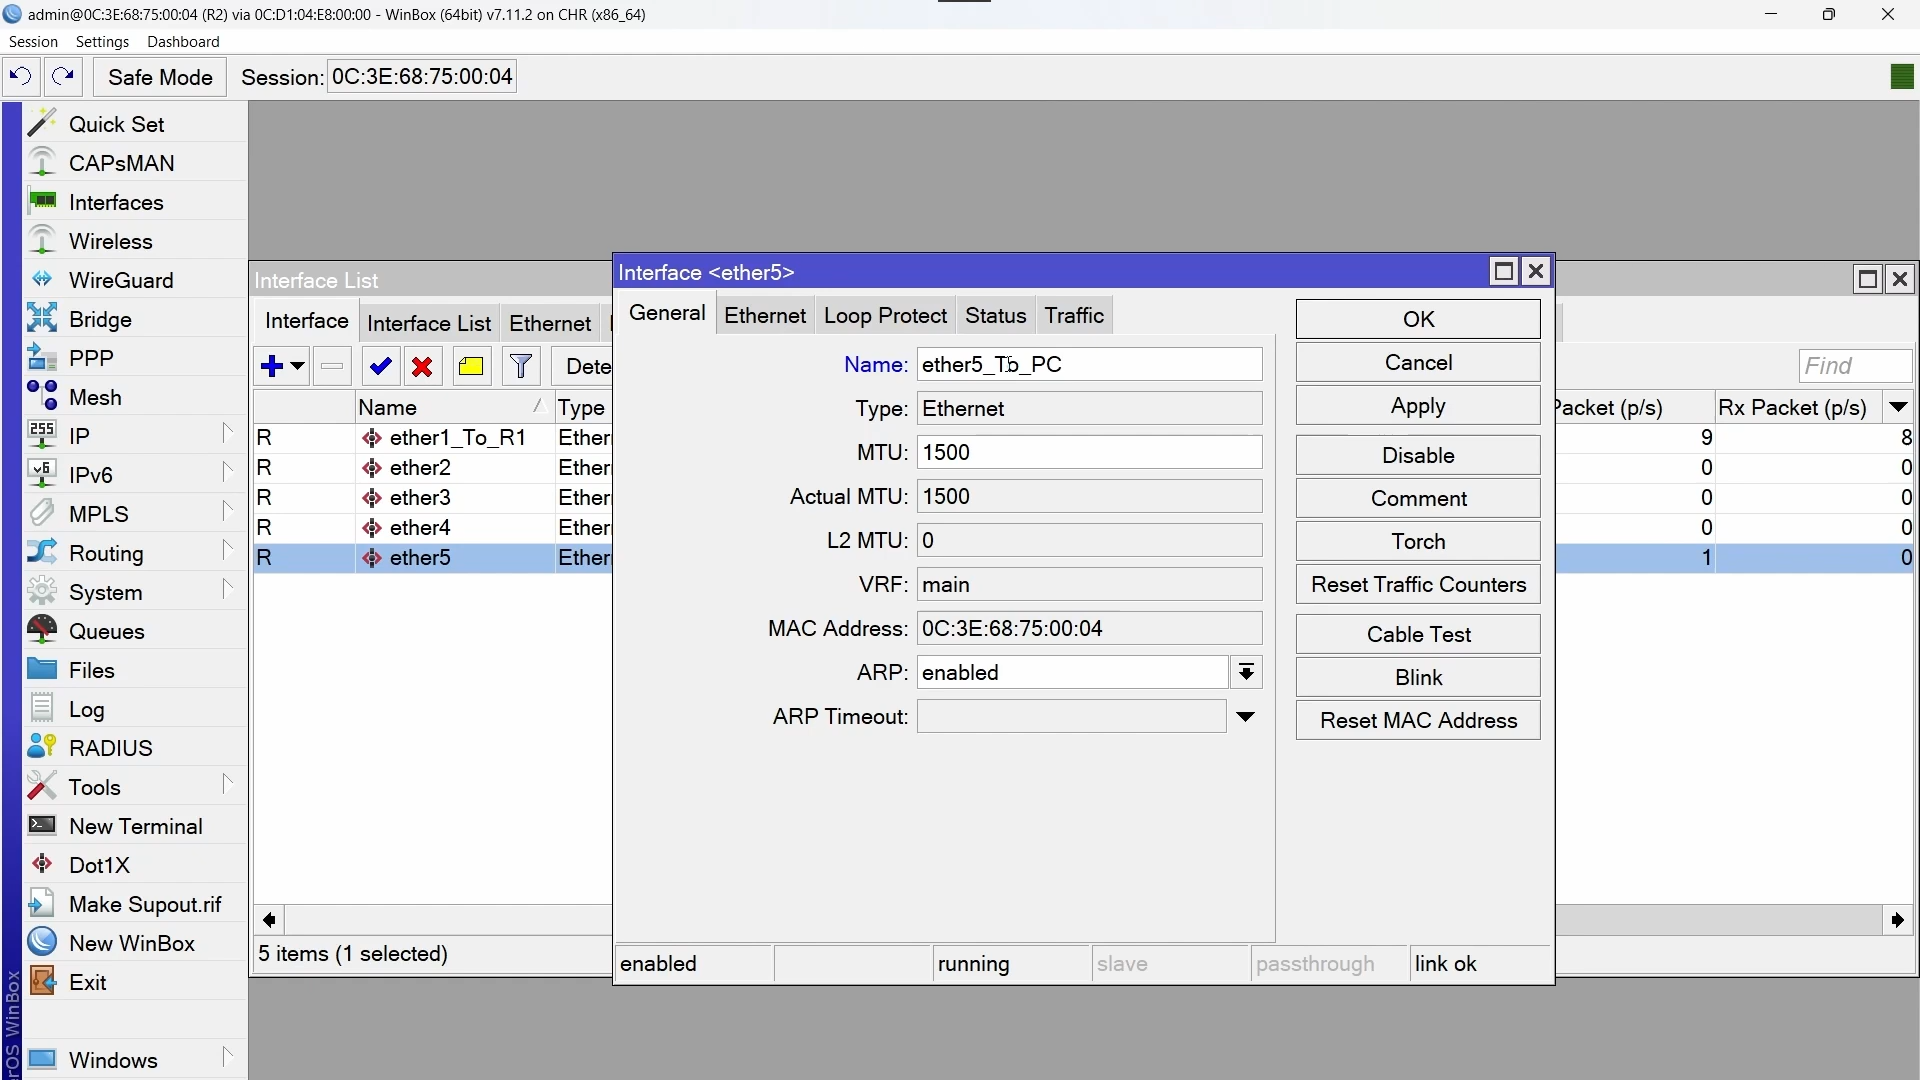 admin@0C:3E:68:75:00:04 (R2) via 0C:D1:04:E8:00:00 - WinBox (64bit) v7.11.2 on CHR (x86_64)
Session Settings Dashboard
Safe Mode Session: 0C:3E:68:75:00:04
Quick Set
CAPsMAN
Interfaces
Wireless
WireGuard
Bridge
PPP
Mesh
255 IP
v6 IPv6
MPLS
Routing
System
Queues
Files
Log
RADIUS
Tools
New Terminal
Dot1X
Make Supout.rif
New WinBox
Exit
Windows
rOS WinBox
Interface List
Interface Interface List Ethernet
Dete
Find
Name Type
Packet (p/s) Rx Packet (p/s)
R ether1_To_R1 Ether 9 8
R ether2 Ether 0 0
R ether3 Ether 0 0
R ether4 Ether 0 0
R ether5 Ether 1 0
5 items (1 selected)
Interface <ether5>
General Ethernet Loop Protect Status Traffic
Name: ether5_To_PC
Type: Ethernet
MTU: 1500
Actual MTU: 1500
L2 MTU: 0
VRF: main
MAC Address: 0C:3E:68:75:00:04
ARP: enabled
ARP Timeout:
OK
Cancel
Apply
Disable
Comment
Torch
Reset Traffic Counters
Cable Test
Blink
Reset MAC Address
enabled running slave passthrough link ok